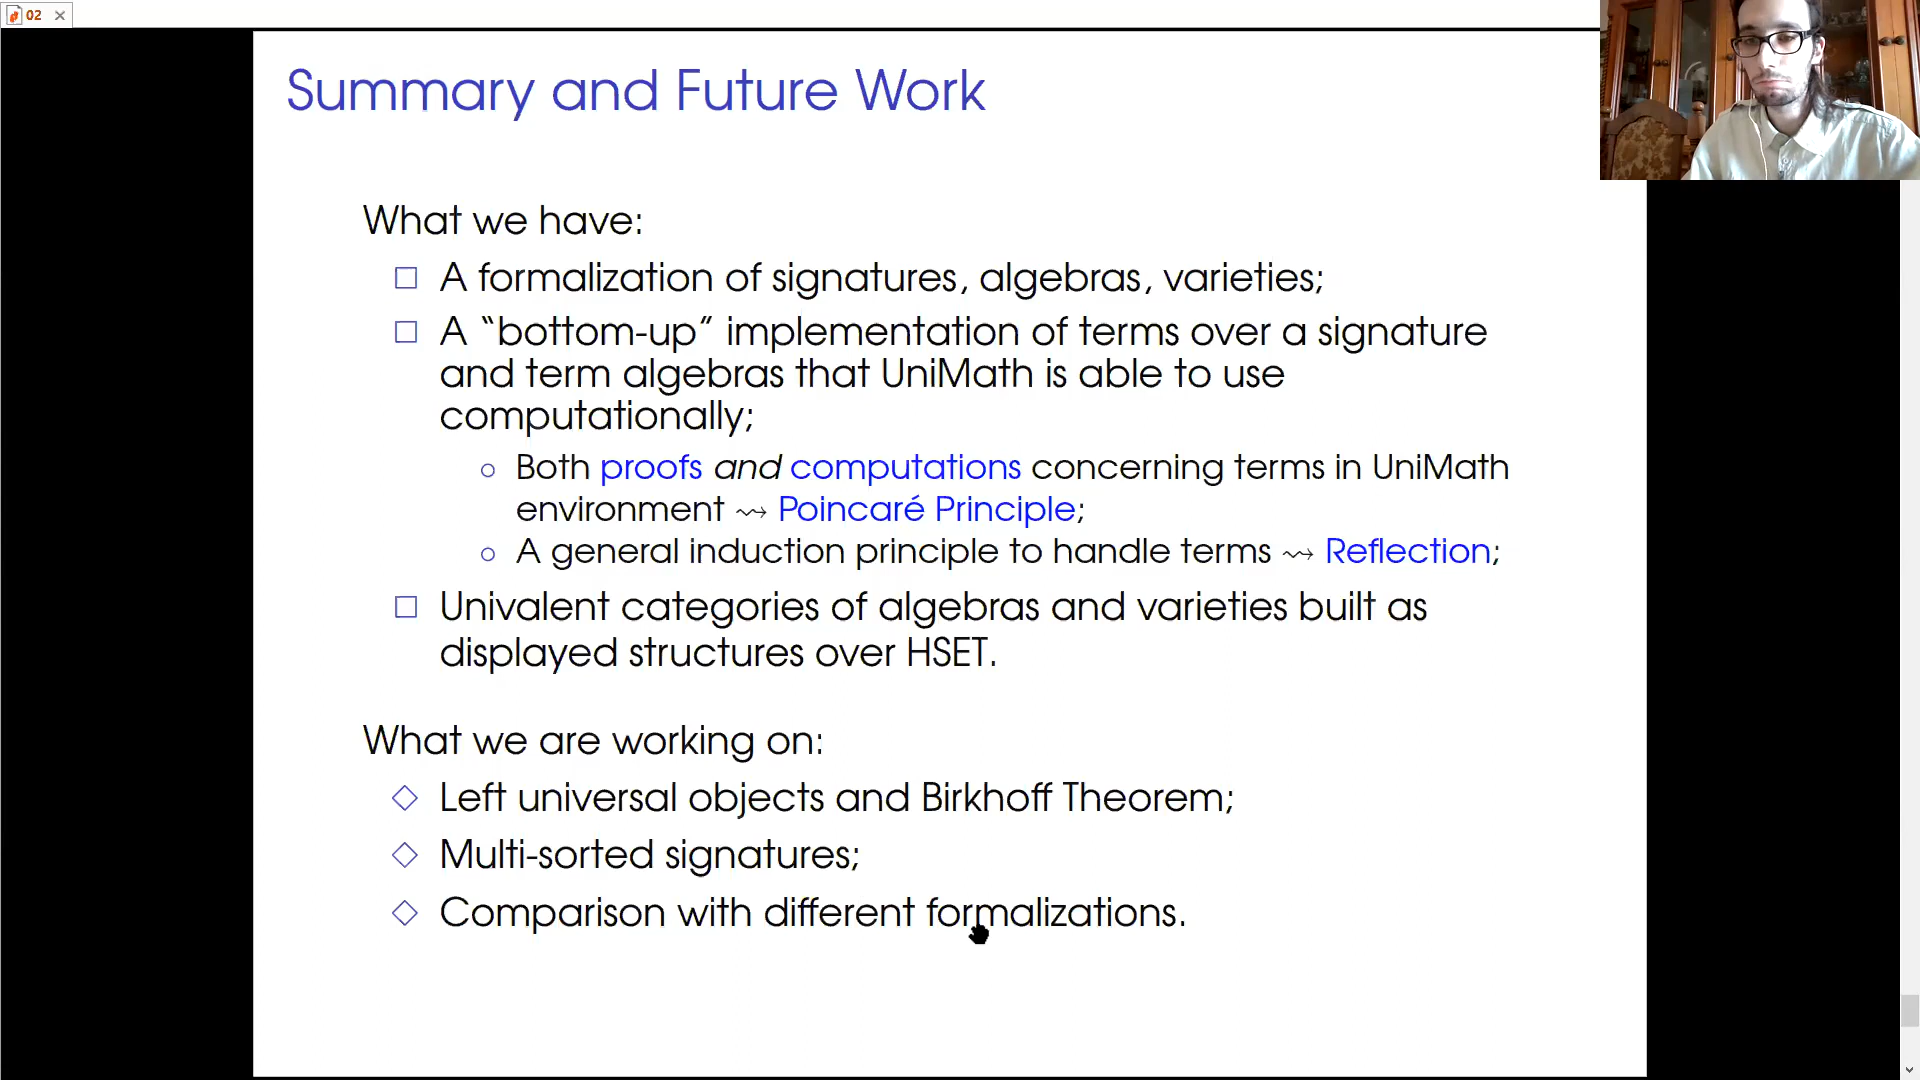 02
Summary and Future Work
What we have:
A formalization of signatures, algebras, varieties;
A “bottom-up” implementation of terms over a signature
and term algebras that UniMath is able to use
computationally;
Both proofs and computations concerning terms in UniMath
environment ⇝ Poincaré Principle;
A general induction principle to handle terms ⇝ Reflection;
Univalent categories of algebras and varieties built as
displayed structures over HSET.
What we are working on:
Left universal objects and Birkhoff Theorem;
Multi-sorted signatures;
Comparison with different formalizations.